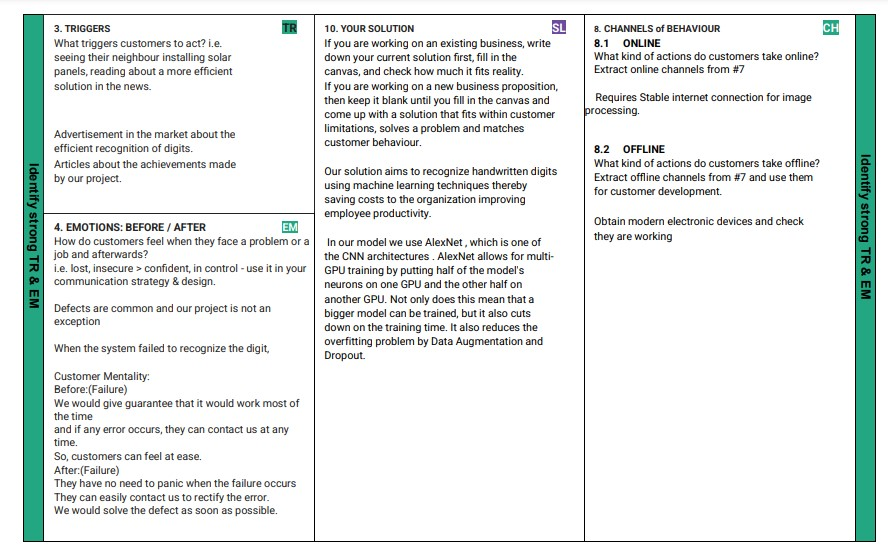 Identify strong TR & EM
3. TRIGGERS
TR
What triggers customers to act? i.e.
seeing their neighbour installing solar
panels, reading about a more efficient
solution in the news.
Advertisement in the market about the
efficient recognition of digits.
Articles about the achievements made
by our project.
4. EMOTIONS: BEFORE / AFTER
EM
How do customers feel when they face a problem or a
job and afterwards?
i.e. lost, insecure > confident, in control - use it in your
communication strategy & design.
Defects are common and our project is not an
exception
When the system failed to recognize the digit,
Customer Mentality:
Before:(Failure)
We would give guarantee that it would work most of
the time
and if any error occurs, they can contact us at any
time.
So, customers can feel at ease.
After:(Failure)
They have no need to panic when the failure occurs
They can easily contact us to rectify the error.
We would solve the defect as soon as possible.
10. YOUR SOLUTION
SL
If you are working on an existing business, write
down your current solution first, fill in the
canvas, and check how much it fits reality.
If you are working on a new business proposition,
then keep it blank until you fill in the canvas and
come up with a solution that fits within customer
limitations, solves a problem and matches
customer behaviour.
Our solution aims to recognize handwritten digits
using machine learning techniques thereby
saving costs to the organization improving
employee productivity.
In our model we use AlexNet , which is one of
the CNN architectures . AlexNet allows for multi-
GPU training by putting half of the model's
neurons on one GPU and the other half on
another GPU. Not only does this mean that a
bigger model can be trained, but it also cuts
down on the training time. It also reduces the
overfitting problem by Data Augmentation and
Dropout.
8. CHANNELS of BEHAVIOUR
CH
8.1 ONLINE
What kind of actions do customers take online?
Extract online channels from #7
Requires Stable internet connection for image
processing.
8.2 OFFLINE
What kind of actions do customers take offline?
Extract offline channels from #7 and use them
for customer development.
Obtain modern electronic devices and check
they are working
Identify strong TR & EM